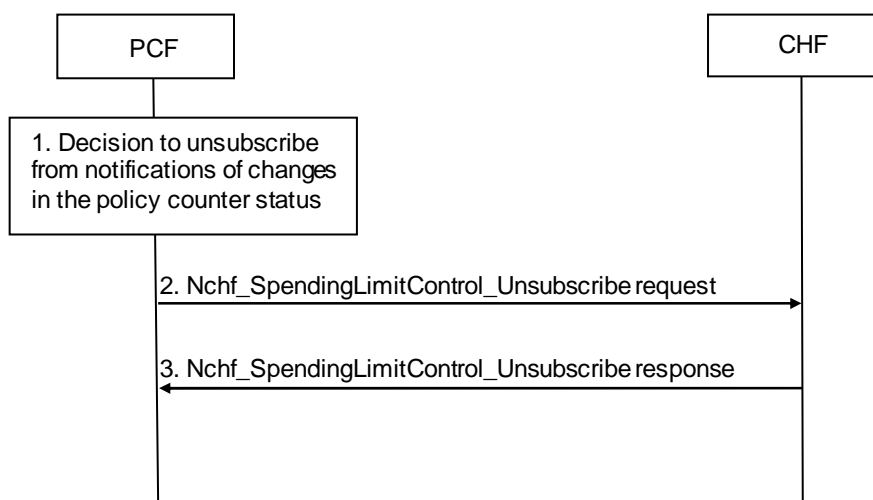 PCF
CHF
1. Decision to unsubscribe
from notifications of changes
in the policy counter status
2. Nchf_SpendingLimitControl_Unsubscribe request
3. Nchf_SpendingLimitControl_Unsubscribe response